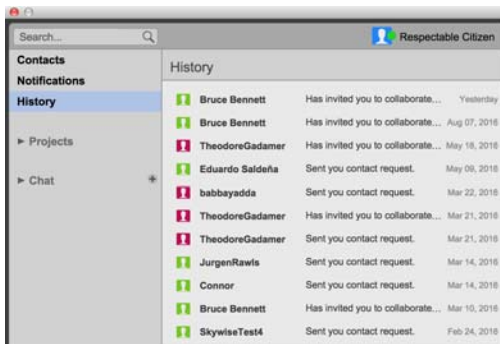 Search...
Respectable Citizen
Contacts
Notifications
History
► Projects
► Chat +
History
Bruce Bennett Has invited you to collaborate... Yesterday
Bruce Bennett Has invited you to collaborate... Aug 07, 2016
TheodoreGadamer Has invited you to collaborate... May 18, 2016
Eduardo Saldeña Sent you contact request. May 09, 2016
babbayadda Sent you contact request. Mar 22, 2016
TheodoreGadamer Has invited you to collaborate... Mar 21, 2016
TheodoreGadamer Sent you contact request. Mar 21, 2016
JurgenRawls Sent you contact request. Mar 14, 2016
Connor Sent you contact request. Mar 14, 2016
Bruce Bennett Has invited you to collaborate... Mar 10, 2016
SkywiseTest4 Sent you contact request. Feb 24, 2016